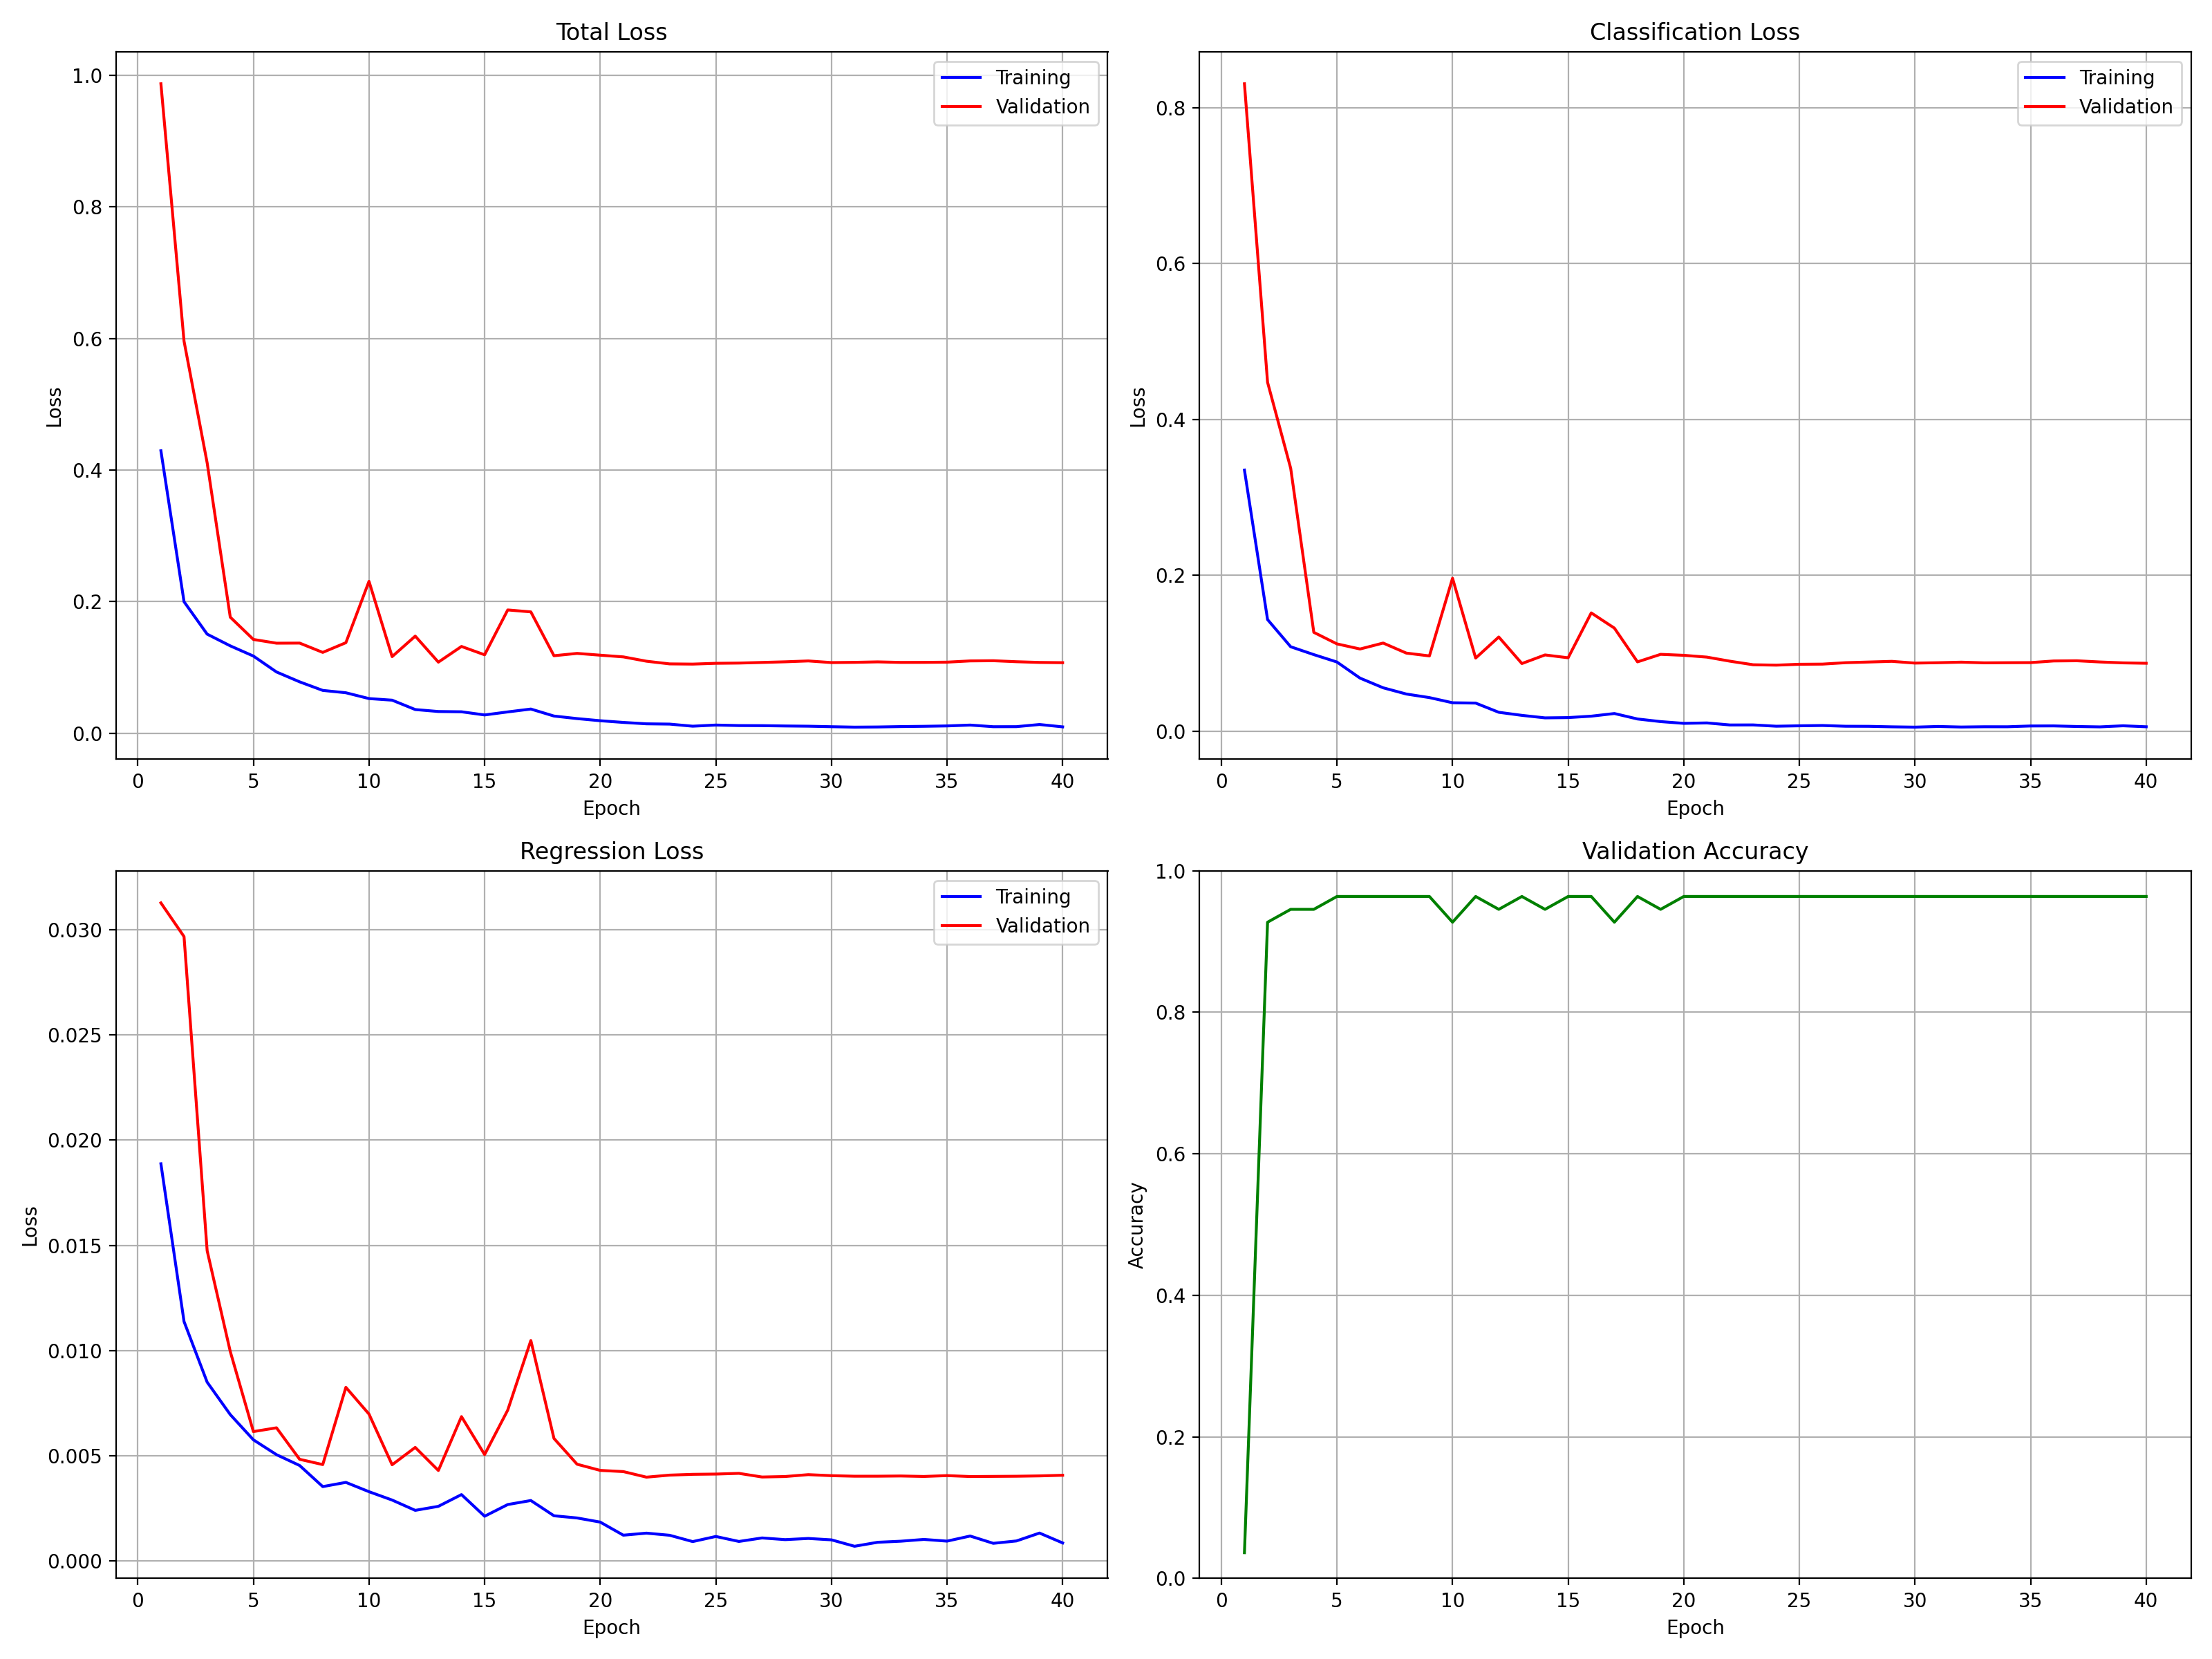 Total Loss
1.0
0.8
0.6
0.4
0.2
0.0
Loss
0 5 10 15 20 25 30 35 40
Epoch
Training
Validation
Classification Loss
0.8
0.6
0.4
0.2
0.0
Loss
0 5 10 15 20 25 30 35 40
Epoch
Training
Validation
Regression Loss
0.030
0.025
0.020
0.015
0.010
0.005
0.000
Loss
0 5 10 15 20 25 30 35 40
Epoch
Training
Validation
Validation Accuracy
1.0
0.8
0.6
0.4
0.2
0.0
Accuracy
0 5 10 15 20 25 30 35 40
Epoch